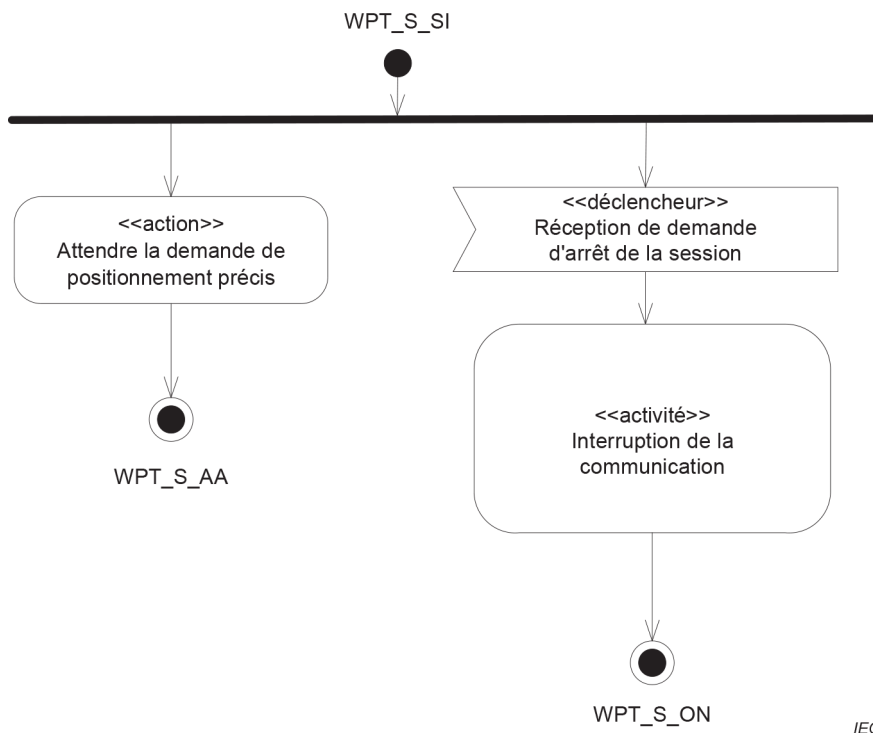 WPT_S_SI
<<action>>
Attendre la demande de
positionnement précis
WPT_S_AA
<<déclencheur>>
Réception de demande
d'arrêt de la session
<<activité>>
Interruption de la
communication
WPT_S_ON
IEC